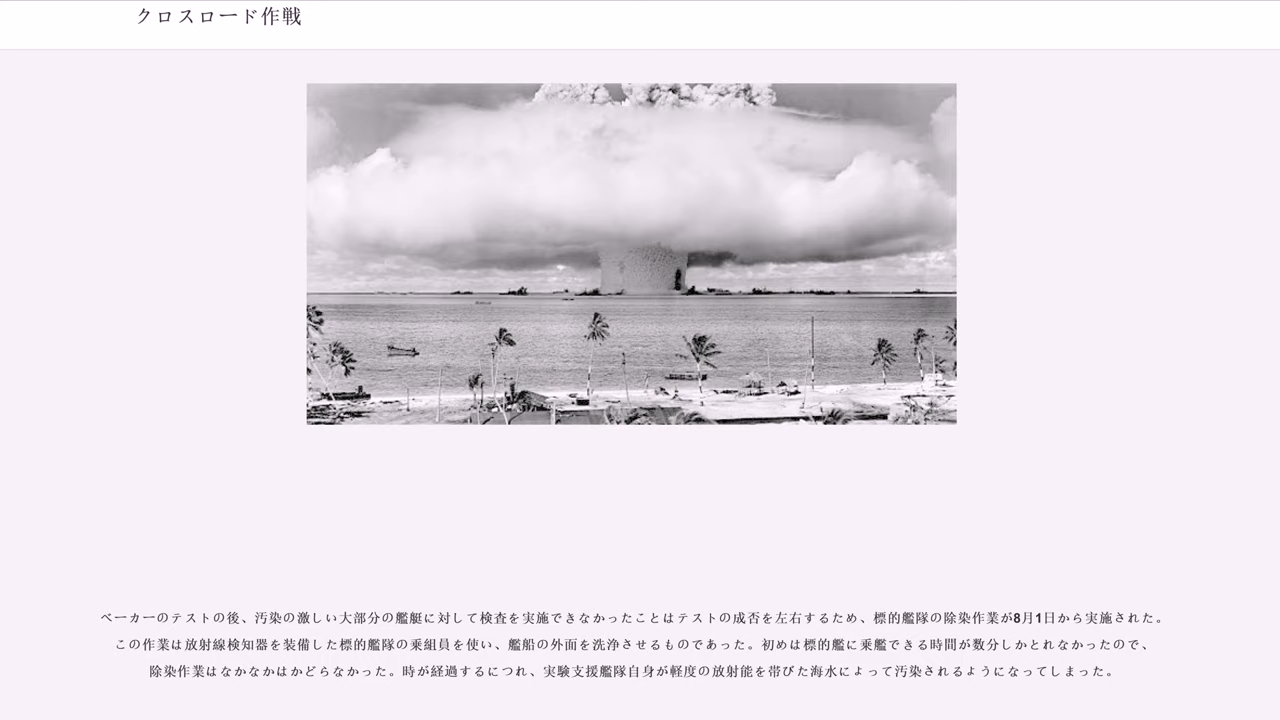 クロスロード作戦
ベーカーのテストの後、汚染の激しい大部分の艦艇に対して検査を実施できなかったことはテストの成否を左右するため、標的艦隊の除染作業が8月1日から実施された。
この作業は放射線検知器を装備した標的艦隊の乗組員を使い、艦船の外面を洗浄させるものであった。初めは標的艦に乗艦できる時間が数分しかとれなかったので、
除染作業はなかなかはかどらなかった。時が経過するにつれ、実験支援艦隊自身が軽度の放射能を帯びた海水によって汚染されるようになってしまった。